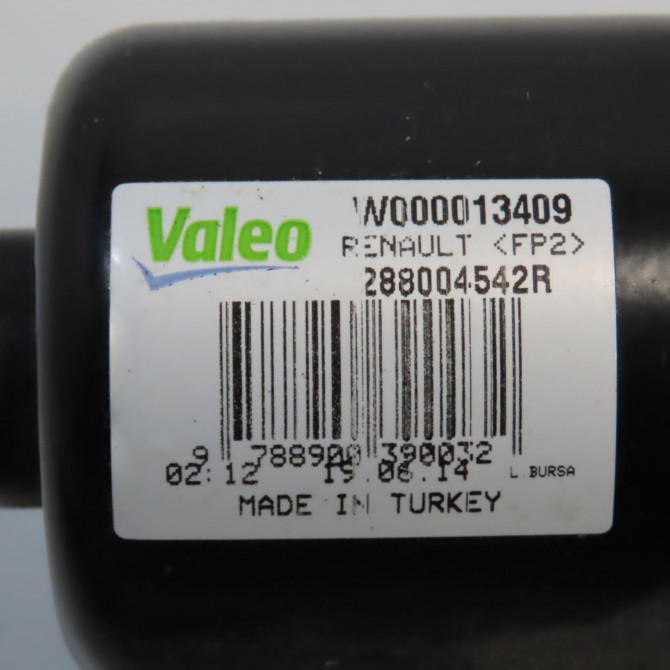 Valeo W000013409
RENAULT <FP2>
288004542R
9 788900 390032
02:12 19.06.14 L.BURSA
MADE IN TURKEY